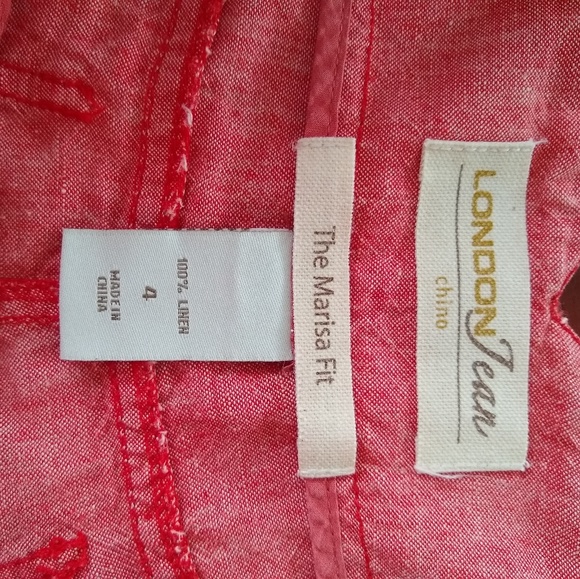 LONDON Jean
chino
The Marisa Fit
100% LINEN
4
MADE IN
CHINA